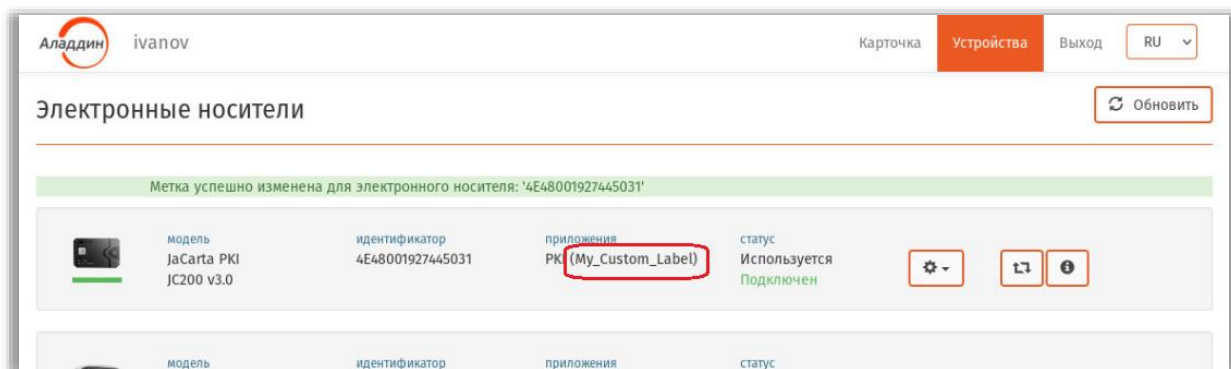 Аладдин ivanov Карточка Устройства Выход RU
Электронные носители Обновить
Метка успешно изменена для электронного носителя: '4E48001927445031'
модель идентификатор приложения статус
JaCarta PKI 4E48001927445031 PKI (My_Custom_Label) Используется
JC200 v3.0 Подключен
модель идентификатор приложения статус